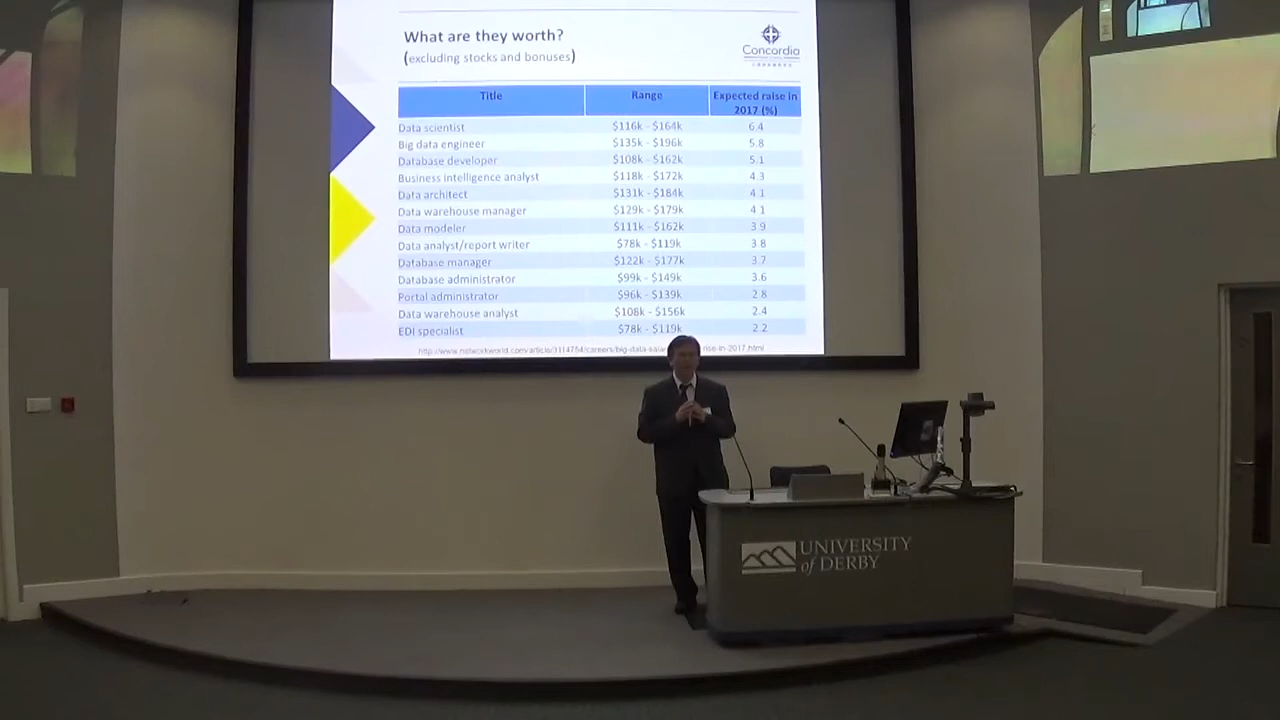 What are they worth?
(excluding stocks and bonuses)
Concordia
Title Range Expected raise in 2017 (%)
Data scientist $116k - $164k 6.4
Big data engineer $135k - $196k 5.8
Database developer $108k - $162k 5.1
Business intelligence analyst $118k - $172k 4.3
Data architect $131k - $184k 4.1
Data warehouse manager $129k - $179k 4.1
Data modeler $111k - $162k 3.9
Data analyst/report writer $78k - $119k 3.8
Database manager $122k - $177k 3.7
Database administrator $99k - $149k 3.6
Portal administrator $96k - $139k 2.8
Data warehouse analyst $108k - $156k 2.4
EDI specialist $78k - $119k 2.2
UNIVERSITY
of DERBY